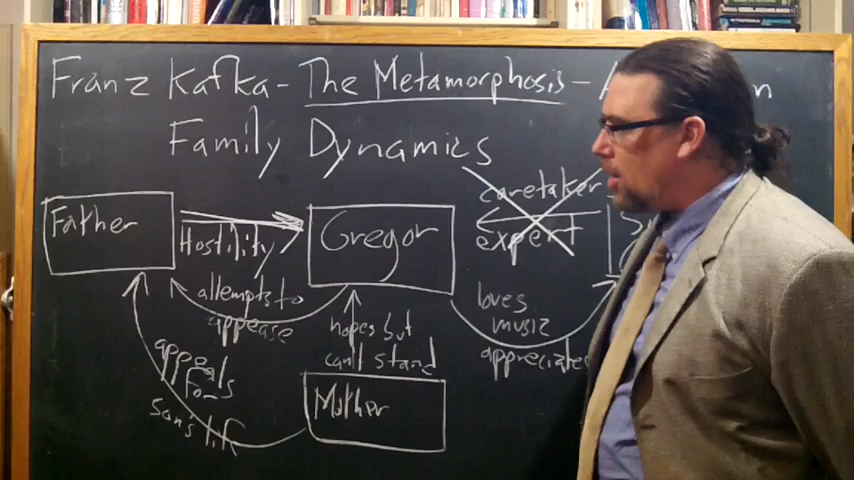 Franz Kafka - The Metamorphosis - A
n
Family Dynamics
caretaker
expert
Father
Hostility
Gregor
attempts to
appease
loves
music
appreciates
hopes but
can't stand
appeals
for
son's lif
Mother